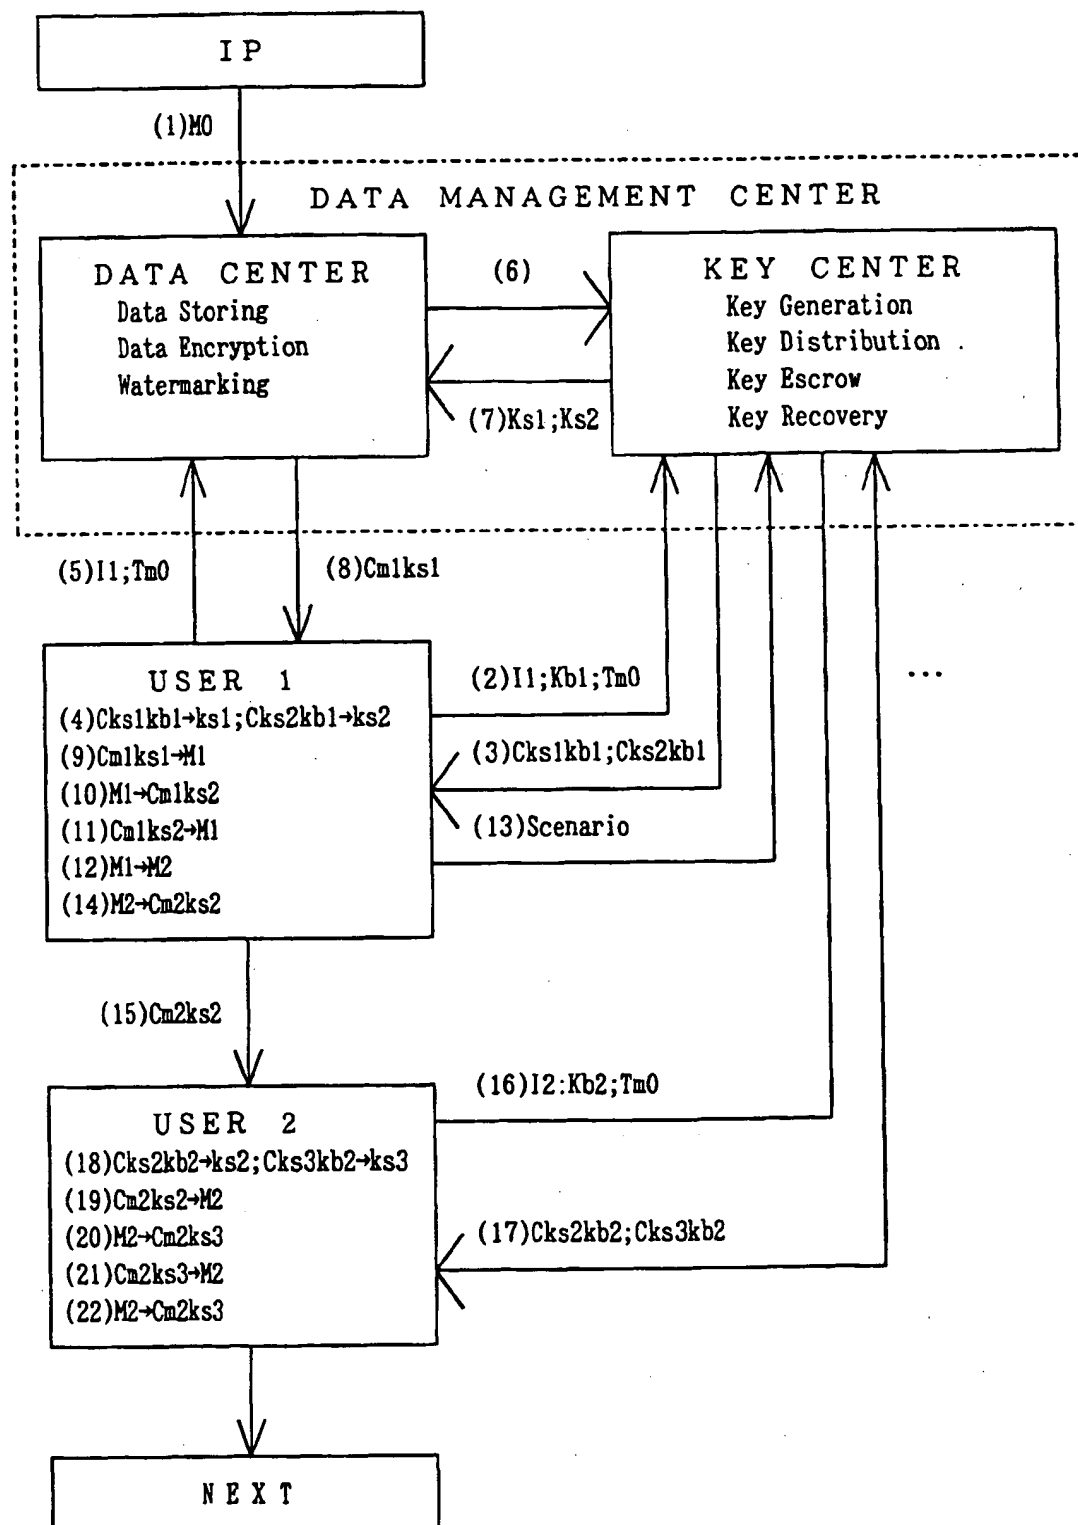 IP
(1)M0
DATA MANAGEMENT CENTER
DATA CENTER
Data Storing
Data Encryption
Watermarking
(6)
(7)Ks1;Ks2
KEY CENTER
Key Generation
Key Distribution
Key Escrow
Key Recovery
(5)I1;Tm0
(8)Cm1ks1
USER 1
(4)Cks1kb1→ks1;Cks2kb1→ks2
(9)Cm1ks1→M1
(10)M1→Cm1ks2
(11)Cm1ks2→M1
(12)M1→M2
(14)M2→Cm2ks2
(2)I1;Kb1;Tm0
(3)Cks1kb1;Cks2kb1
(13)Scenario
...
(15)Cm2ks2
USER 2
(18)Cks2kb2→ks2;Cks3kb2→ks3
(19)Cm2ks2→M2
(20)M2→Cm2ks3
(21)Cm2ks3→M2
(22)M2→Cm2ks3
(16)I2:Kb2;Tm0
(17)Cks2kb2;Cks3kb2
NEXT